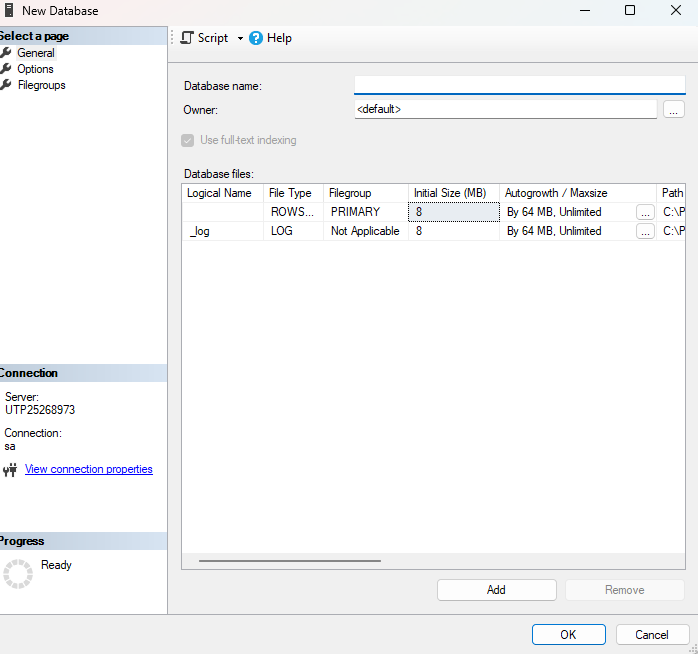 New Database
Select a page
General
Options
Filegroups
Script
Help
Database name:
Owner:
<default>
...
Use full-text indexing
Database files:
Logical Name File Type Filegroup Initial Size (MB) Autogrowth / Maxsize Path
ROWS... PRIMARY 8 By 64 MB, Unlimited ... C:\P
_log LOG Not Applicable 8 By 64 MB, Unlimited ... C:\P
Connection
Server:
UTP25268973
Connection:
sa
View connection properties
Progress
Ready
Add Remove
OK Cancel